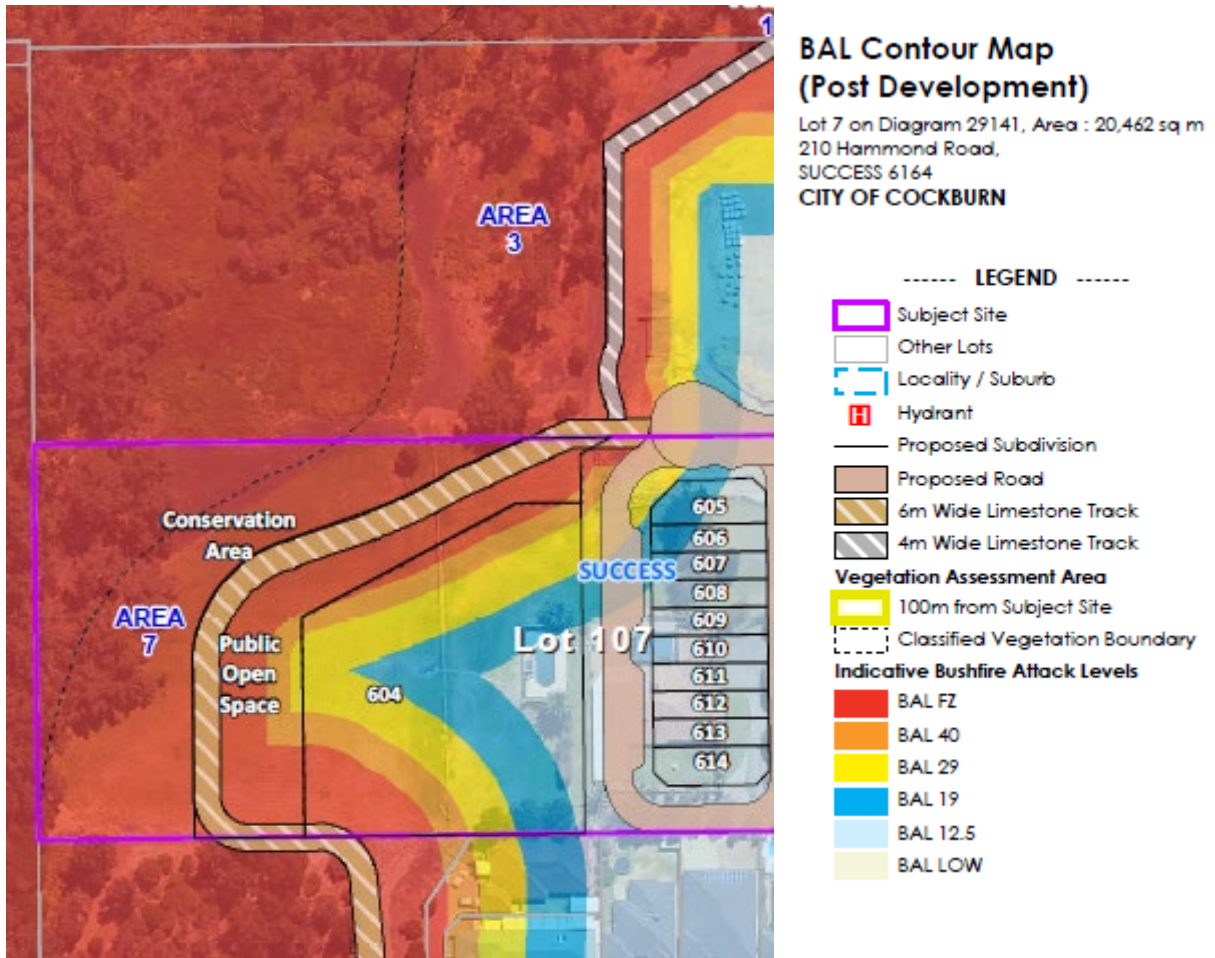 1
AREA
3
Conservation
Area
AREA
7
Public
Open
Space
604
SUCCESS
Lot 107
605
606
607
608
609
610
611
612
613
614
BAL Contour Map
(Post Development)
Lot 7 on Diagram 29141, Area : 20,462 sq m
210 Hammond Road,
SUCCESS 6164
CITY OF COCKBURN
------ LEGEND ------
Subject Site
Other Lots
Locality / Suburb
H Hydrant
Proposed Subdivision
Proposed Road
6m Wide Limestone Track
4m Wide Limestone Track
Vegetation Assessment Area
100m from Subject Site
Classified Vegetation Boundary
Indicative Bushfire Attack Levels
BAL FZ
BAL 40
BAL 29
BAL 19
BAL 12.5
BAL LOW